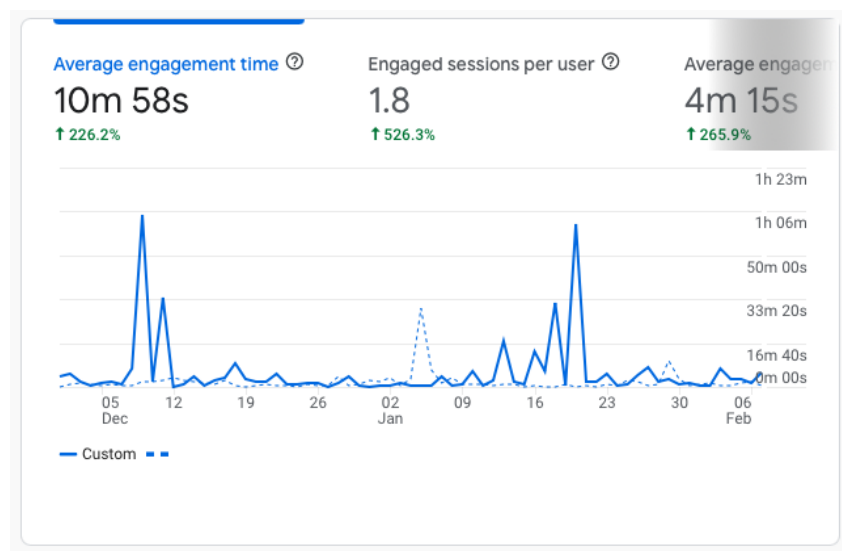 Average engagement time
10m 58s
↑ 226.2%
Engaged sessions per user
1.8
↑ 526.3%
Average engagem
4m 15s
↑ 265.9%
1h 23m
1h 06m
50m 00s
33m 20s
16m 40s
0m 00s
05 12 19 26 02 09 16 23 30 06
Dec Jan Feb
Custom